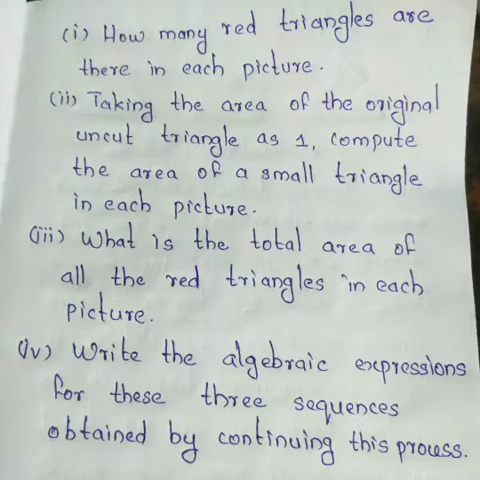 (i) How many red triangles are
there in each picture.
(ii) Taking the area of the original
uncut triangle as 1, compute
the area of a small triangle
in each picture.
(iii) What is the total area of
all the red triangles in each
picture.
(iv) Write the algebraic expressions
for these three sequences
obtained by continuing this process.